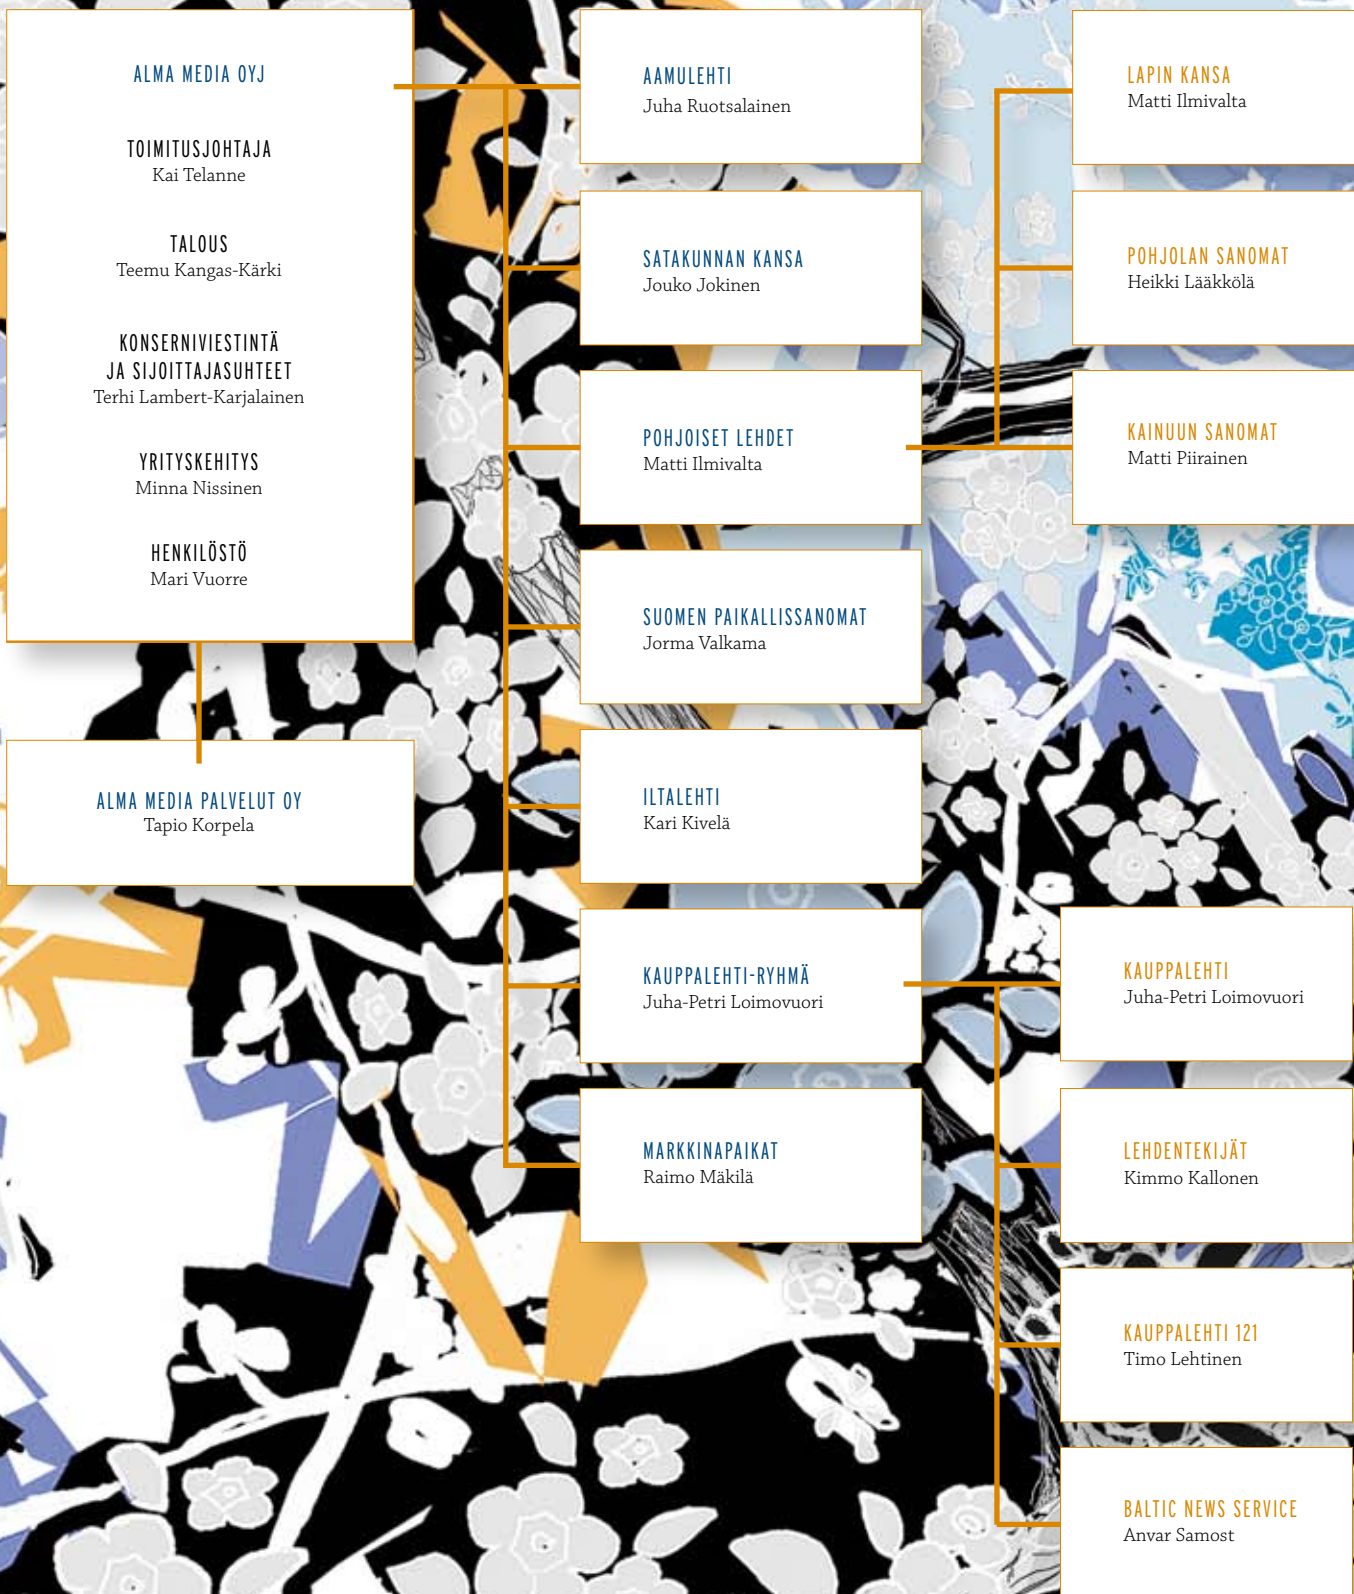 ALMA MEDIA OYJ
TOIMITUSJOHTAJA
Kai Telanne
TALOUS
Teemu Kangas-Kärki
KONSERNIVIESTINTÄ
JA SIJOITTAJASUHTEET
Terhi Lambert-Karjalainen
YRITYSKEHITYS
Minna Nissinen
HENKILÖSTÖ
Mari Vuorre
ALMA MEDIA PALVELUT OY
Tapio Korpela
AAMULEHTI
Juha Ruotsalainen
SATAKUNNAN KANSA
Jouko Jokinen
POHJOISET LEHDET
Matti Ilmivalta
SUOMEN PAIKALLISSANOMAT
Jorma Valkama
ILTALEHTI
Kari Kivelä
KAUPPALEHTI-RYHMÄ
Juha-Petri Loimovuori
MARKKINAPAIKAT
Raimo Mäkilä
LAPIN KANSA
Matti Ilmivalta
POHJOLAN SANOMAT
Heikki Lääkkölä
KAINUUN SANOMAT
Matti Piirainen
KAUPPALEHTI
Juha-Petri Loimovuori
LEHDENTEKIJÄT
Kimmo Kallonen
KAUPPALEHTI 121
Timo Lehtinen
BALTIC NEWS SERVICE
Anvar Samost